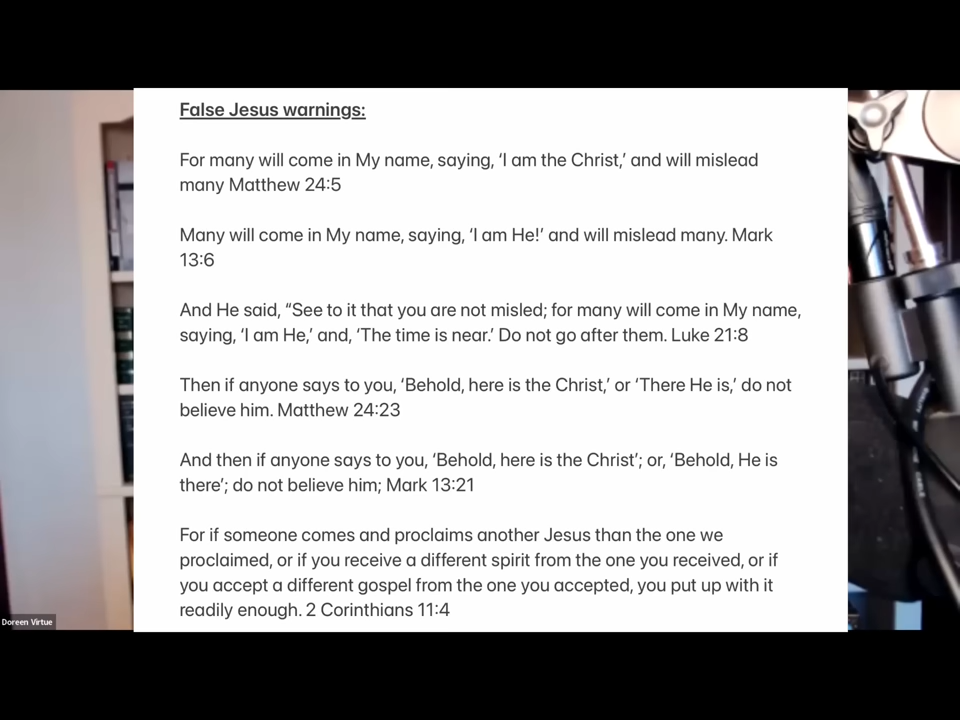 False Jesus warnings:
For many will come in My name, saying, ‘I am the Christ,’ and will mislead
many Matthew 24:5
Many will come in My name, saying, ‘I am He!’ and will mislead many. Mark
13:6
And He said, “See to it that you are not misled; for many will come in My name,
saying, ‘I am He,’ and, ‘The time is near.’ Do not go after them. Luke 21:8
Then if anyone says to you, ‘Behold, here is the Christ,’ or ‘There He is,’ do not
believe him. Matthew 24:23
And then if anyone says to you, ‘Behold, here is the Christ’; or, ‘Behold, He is
there’; do not believe him; Mark 13:21
For if someone comes and proclaims another Jesus than the one we
proclaimed, or if you receive a different spirit from the one you received, or if
you accept a different gospel from the one you accepted, you put up with it
readily enough. 2 Corinthians 11:4
Doreen Virtue